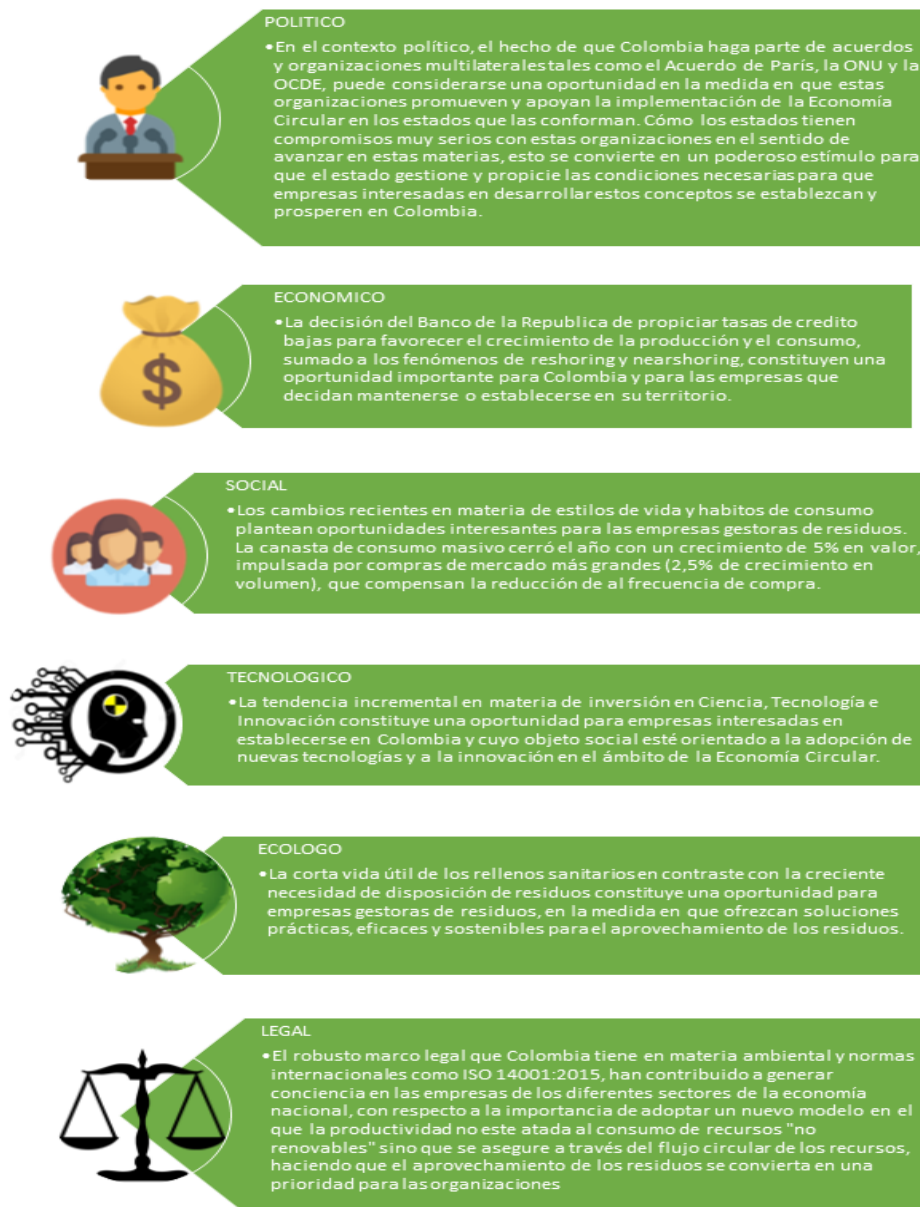 POLITICO
•En el contexto político, el hecho de que Colombia haga parte de acuerdos
y organizaciones multilaterales tales como el Acuerdo de París, la ONU y la
OCDE, puede considerarse una oportunidad en la medida en que estas
organizaciones promueven y apoyan la implementación de la Economía
Circular en los estados que las conforman. Cómo los estados tienen
compromisos muy serios con estas organizaciones en el sentido de
avanzar en estas materias, esto se convierte en un poderoso estímulo para
que el estado gestione y propicie las condiciones necesarias para que
empresas interesadas en desarrollar estos conceptos se establezcan y
prosperen en Colombia.
$
ECONOMICO
•La decisión del Banco de la Republica de propiciar tasas de credito
bajas para favorecer el crecimiento de la producción y el consumo,
sumado a los fenómenos de reshoring y nearshoring, constituyen una
oportunidad importante para Colombia y para las empresas que
decidan mantenerse o establecerse en su territorio.
SOCIAL
•Los cambios recientes en materia de estilos de vida y habitos de consumo
plantean oportunidades interesantes para las empresas gestoras de residuos.
La canasta de consumo masivo cerró el año con un crecimiento de 5% en valor,
impulsada por compras de mercado más grandes (2,5% de crecimiento en
volumen), que compensan la reducción de al frecuencia de compra.
TECNOLOGICO
•La tendencia incremental en materia de inversión en Ciencia, Tecnología e
Innovación constituye una oportunidad para empresas interesadas en
establecerse en Colombia y cuyo objeto social esté orientado a la adopción de
nuevas tecnologías y a la innovación en el ámbito de la Economía Circular.
ECOLOGO
•La corta vida útil de los rellenos sanitarios en contraste con la creciente
necesidad de disposición de residuos constituye una oportunidad para
empresas gestoras de residuos, en la medida en que ofrezcan soluciones
prácticas, eficaces y sostenibles para el aprovechamiento de los residuos.
LEGAL
•El robusto marco legal que Colombia tiene en materia ambiental y normas
internacionales como ISO 14001:2015, han contribuido a generar
conciencia en las empresas de los diferentes sectores de la economía
nacional, con respecto a la importancia de adoptar un nuevo modelo en el
que la productividad no este atada al consumo de recursos "no
renovables" sino que se asegure a través del flujo circular de los recursos,
haciendo que el aprovechamiento de los residuos se convierta en una
prioridad para las organizaciones